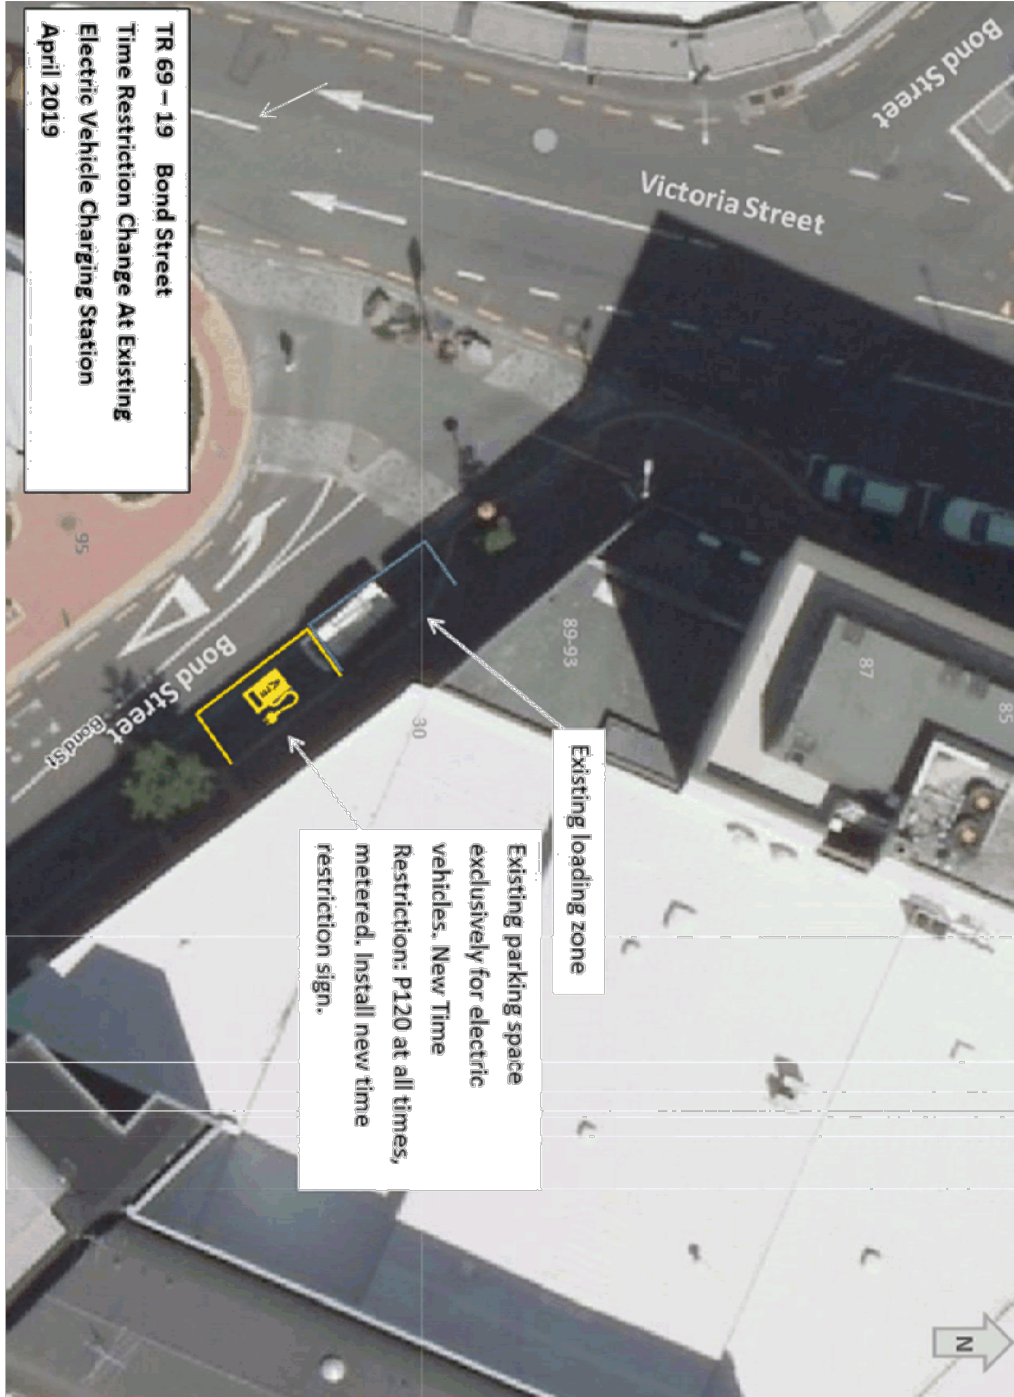 TR 69 – 19   Bond Street
Time Restriction Change At Existing
Electric Vehicle Charging Station
April 2019
Bond Street
Victoria Street
Existing loading zone
Existing parking space
exclusively for electric
vehicles. New Time
Restriction: P120 at all times,
metered. Install new time
restriction sign.
Bond Street
Bond St
95
89-93
87
85
30
4
N